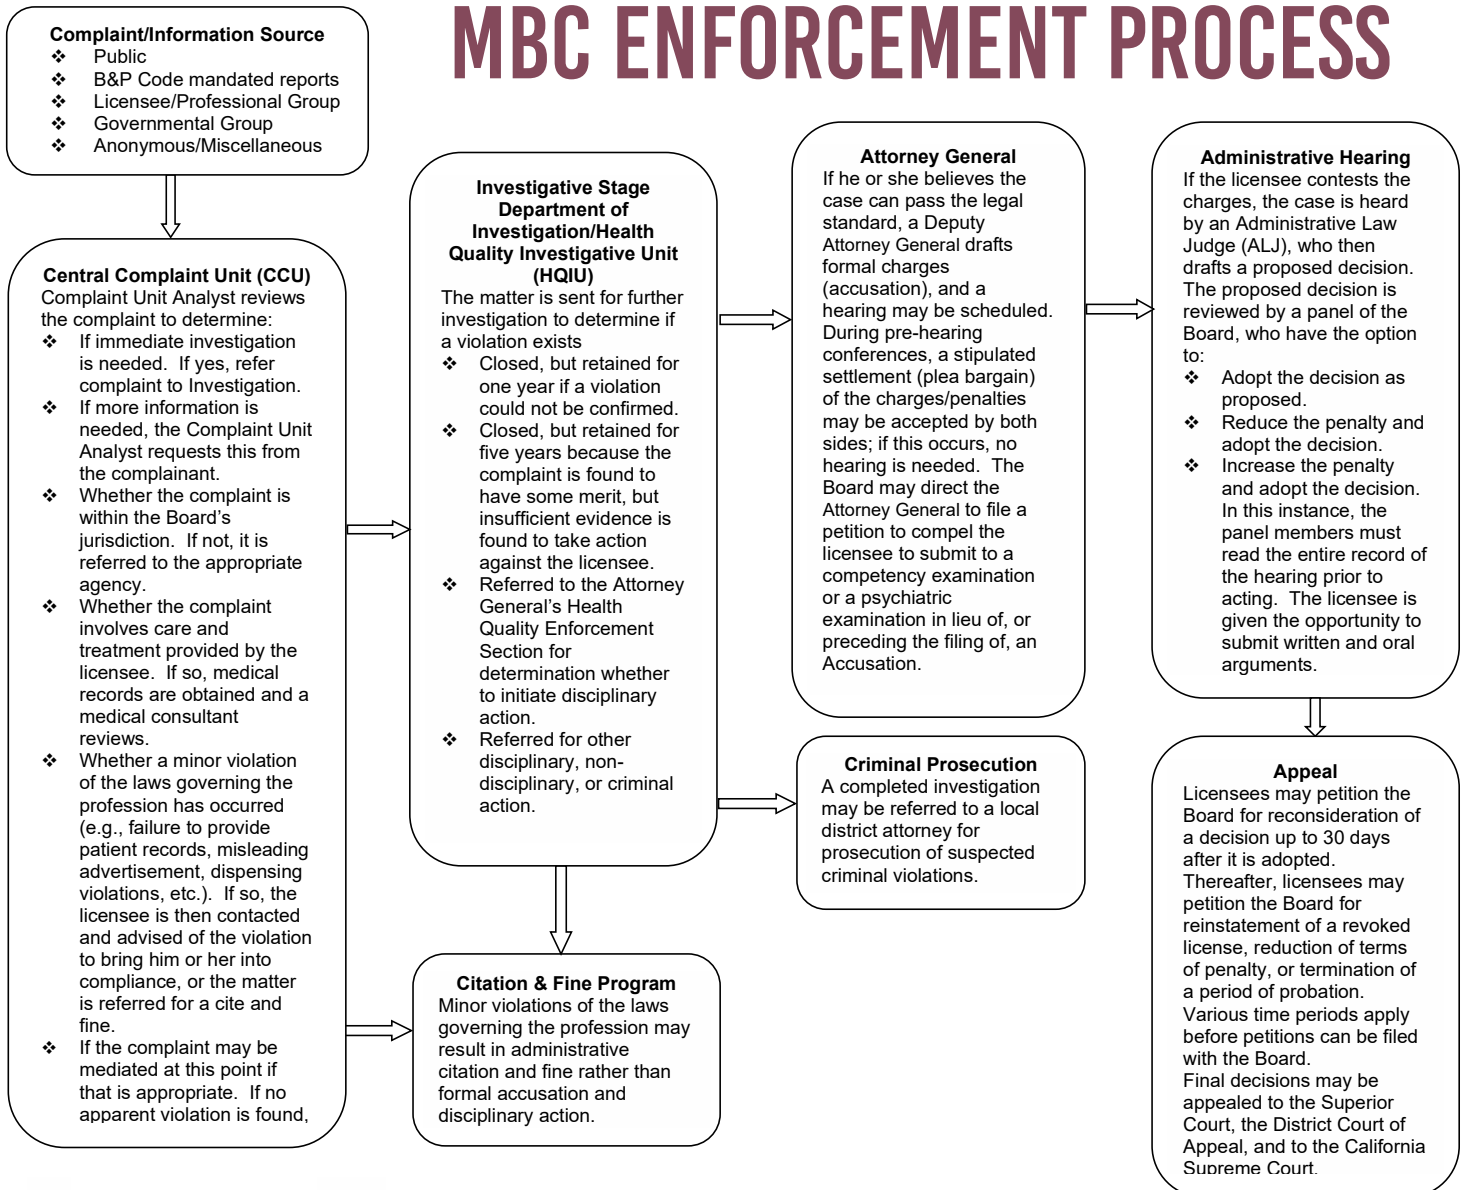 MBC ENFORCEMENT PROCESS
Complaint/Information Source
❖ Public
❖ B&P Code mandated reports
❖ Licensee/Professional Group
❖ Governmental Group
❖ Anonymous/Miscellaneous
Central Complaint Unit (CCU)
Complaint Unit Analyst reviews
the complaint to determine:
❖ If immediate investigation
is needed. If yes, refer
complaint to Investigation.
❖ If more information is
needed, the Complaint Unit
Analyst requests this from
the complainant.
❖ Whether the complaint is
within the Board's
jurisdiction. If not, it is
referred to the appropriate
agency.
❖ Whether the complaint
involves care and
treatment provided by the
licensee. If so, medical
records are obtained and a
medical consultant
reviews.
❖ Whether a minor violation
of the laws governing the
profession has occurred
(e.g., failure to provide
patient records, misleading
advertisement, dispensing
violations, etc.). If so, the
licensee is then contacted
and advised of the violation
to bring him or her into
compliance, or the matter
is referred for a cite and
fine.
❖ If the complaint may be
mediated at this point if
that is appropriate. If no
apparent violation is found,
Investigative Stage
Department of
Investigation/Health
Quality Investigative Unit
(HQIU)
The matter is sent for further
investigation to determine if
a violation exists
❖ Closed, but retained for
one year if a violation
could not be confirmed.
❖ Closed, but retained for
five years because the
complaint is found to
have some merit, but
insufficient evidence is
found to take action
against the licensee.
❖ Referred to the Attorney
General's Health
Quality Enforcement
Section for
determination whether
to initiate disciplinary
action.
❖ Referred for other
disciplinary, non-
disciplinary, or criminal
action.
Citation & Fine Program
Minor violations of the laws
governing the profession may
result in administrative
citation and fine rather than
formal accusation and
disciplinary action.
Attorney General
If he or she believes the
case can pass the legal
standard, a Deputy
Attorney General drafts
formal charges
(accusation), and a
hearing may be scheduled.
During pre-hearing
conferences, a stipulated
settlement (plea bargain)
of the charges/penalties
may be accepted by both
sides; if this occurs, no
hearing is needed. The
Board may direct the
Attorney General to file a
petition to compel the
licensee to submit to a
competency examination
or a psychiatric
examination in lieu of, or
preceding the filing of, an
Accusation.
Criminal Prosecution
A completed investigation
may be referred to a local
district attorney for
prosecution of suspected
criminal violations.
Administrative Hearing
If the licensee contests the
charges, the case is heard
by an Administrative Law
Judge (ALJ), who then
drafts a proposed decision.
The proposed decision is
reviewed by a panel of the
Board, who have the option
to:
❖ Adopt the decision as
proposed.
❖ Reduce the penalty and
adopt the decision.
❖ Increase the penalty
and adopt the decision.
In this instance, the
panel members must
read the entire record of
the hearing prior to
acting. The licensee is
given the opportunity to
submit written and oral
arguments.
Appeal
Licensees may petition the
Board for reconsideration of
a decision up to 30 days
after it is adopted.
Thereafter, licensees may
petition the Board for
reinstatement of a revoked
license, reduction of terms
of penalty, or termination of
a period of probation.
Various time periods apply
before petitions can be filed
with the Board.
Final decisions may be
appealed to the Superior
Court, the District Court of
Appeal, and to the California
Supreme Court.